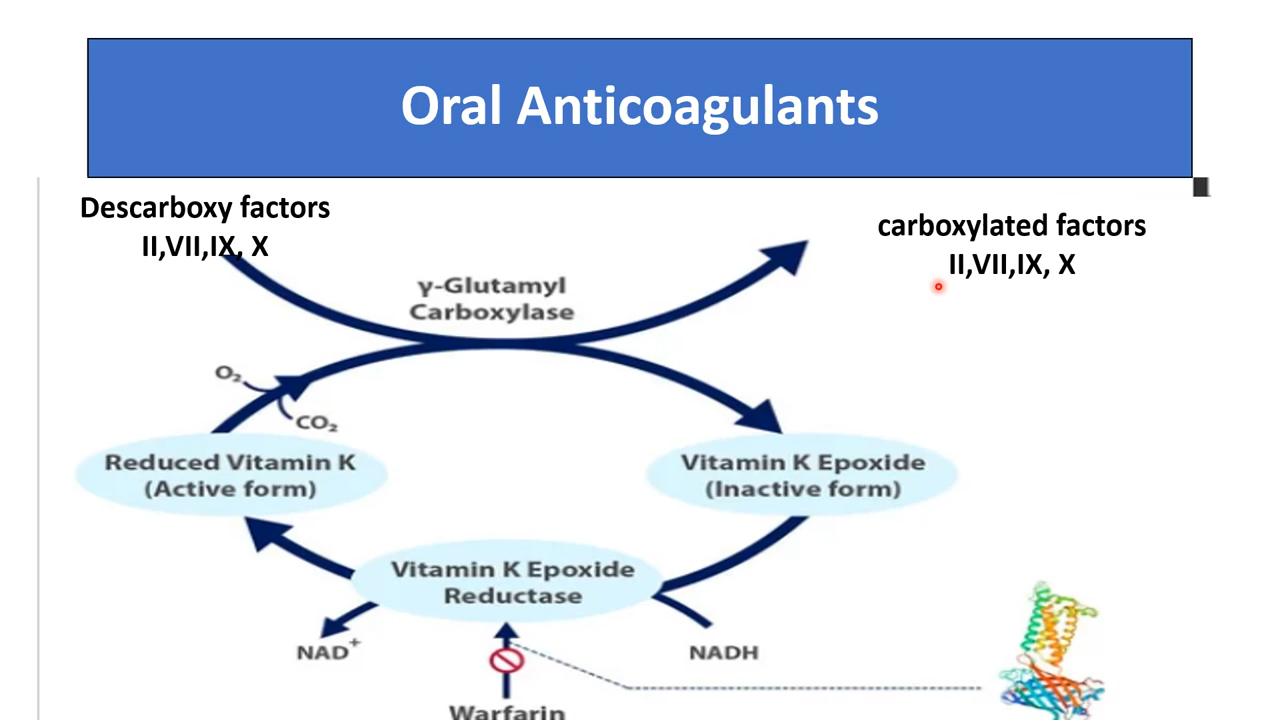 Oral Anticoagulants
Descarboxy factors
II,VII,IX, X
carboxylated factors
II,VII,IX, X
γ-Glutamyl
Carboxylase
O₂
CO₂
Reduced Vitamin K
(Active form)
Vitamin K Epoxide
(Inactive form)
Vitamin K Epoxide
Reductase
NAD⁺
NADH
Warfarin